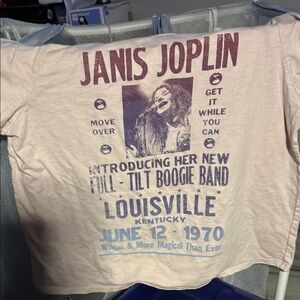 JANIS JOPLIN
MOVE
OVER
GET
IT
WHILE
YOU
CAN
INTRODUCING HER NEW
FULL - TILT BOOGIE BAND
LOUISVILLE
KENTUCKY
JUNE 12 - 1970
& More Magical Than Ever